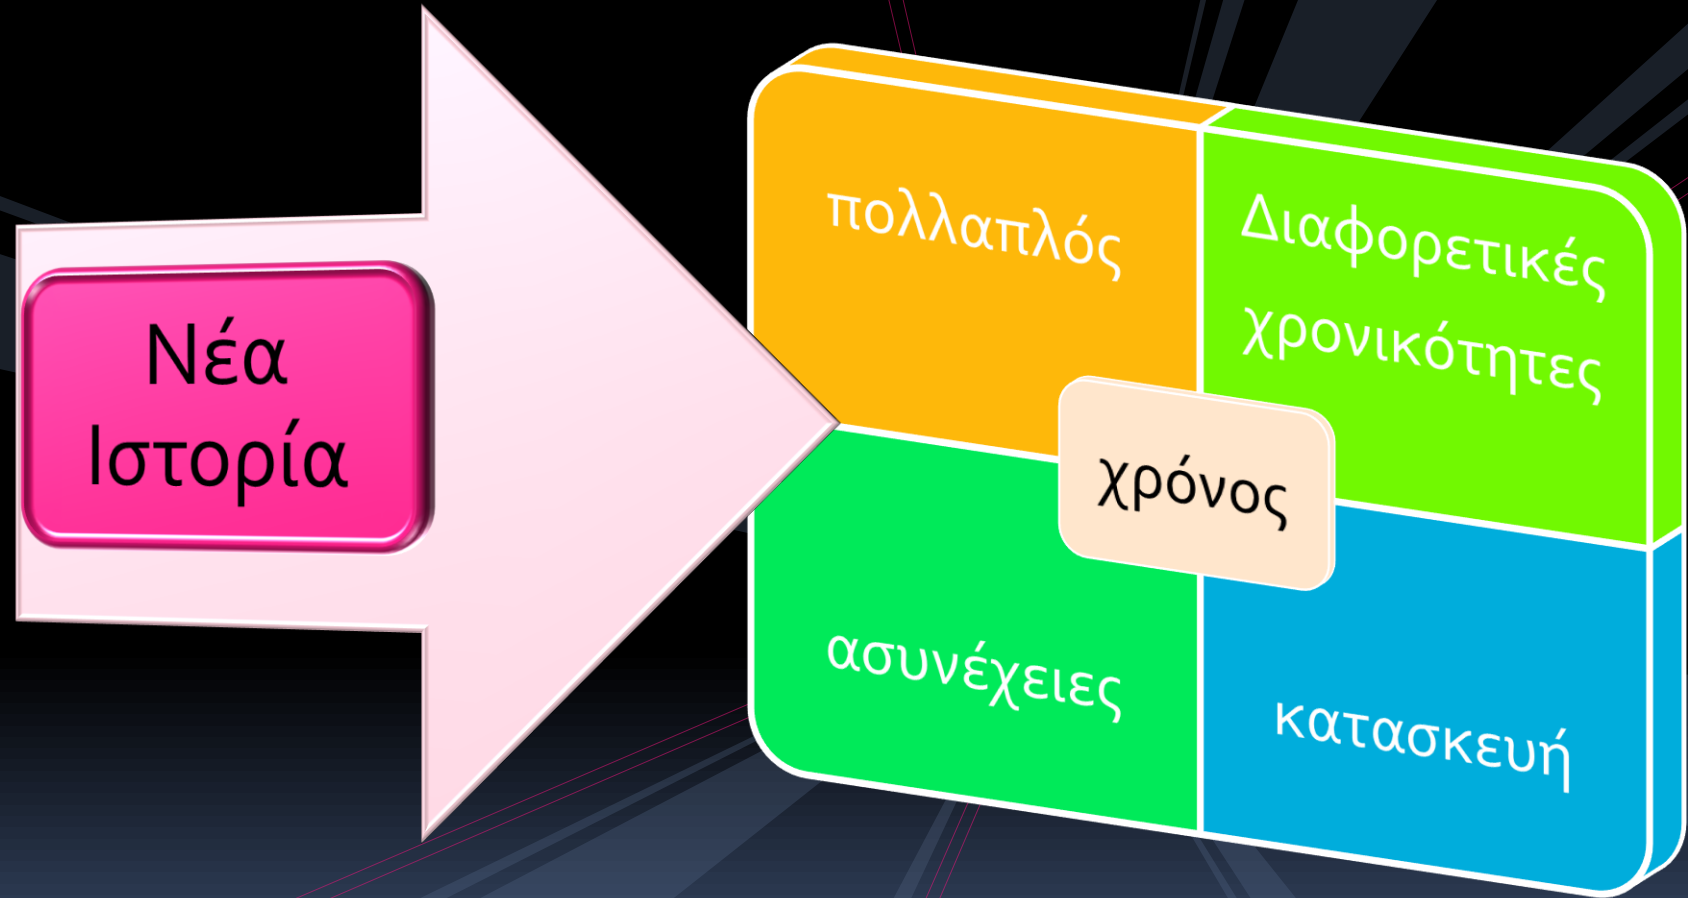 Νέα
Ιστορία
πολλαπλός
Διαφορετικές
χρονικότητες
χρόνος
ασυνέχειες
κατασκευή